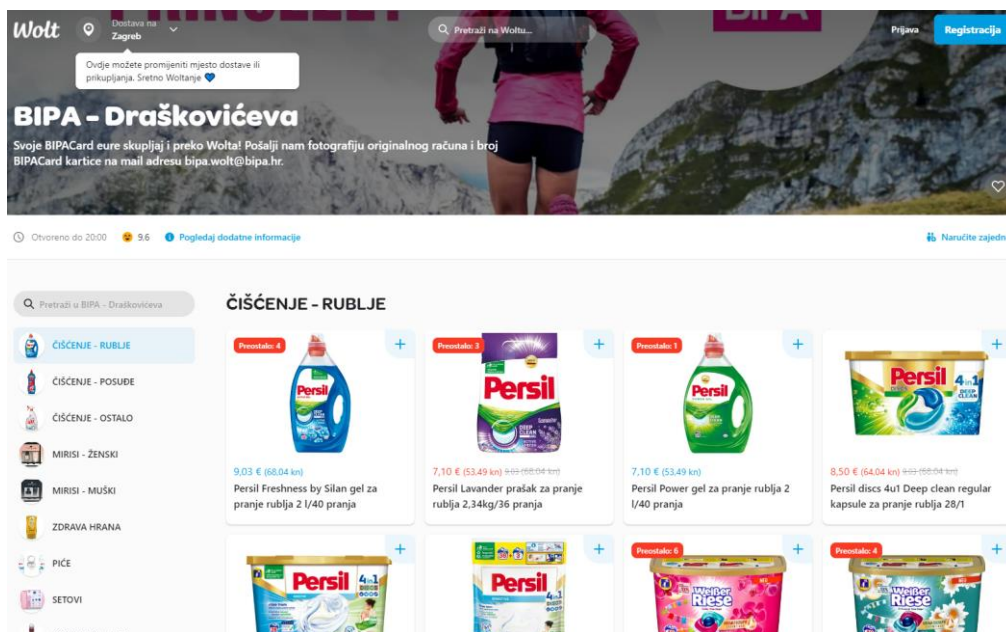 Wolt
Dostava na
Zagreb
Pretraži na Woltu...
BIPA
Prijava
Registracija
Ovdje možete promijeniti mjesto dostave ili
prikupljanja. Sretno Woltanje 💙
BIPA – Draškovićeva
Svoje BIPACard eure skupljaj i preko Wolta! Pošalji nam fotografiju originalnog računa i broj
BIPACard kartice na mail adresu bipa.wolt@bipa.hr.
Otvoreno do 20:00
9.6
Pogledaj dodatne informacije
Naručite zajedn
Pretraži u BIPA - Draškovićeva
ČIŠĆENJE - RUBLJE
ČIŠĆENJE - POSUĐE
ČIŠĆENJE - OSTALO
MIRISI - ŽENSKI
MIRISI - MUŠKI
ZDRAVA HRANA
PIĆE
SETOVI
ČIŠĆENJE - RUBLJE
Preostalo: 4
Persil
9,03 € (68.04 kn)
Persil Freshness by Silan gel za
pranje rublja 2 l/40 pranja
Preostalo: 3
Persil
7,10 € (53,49 kn) 9.03 (68.04 kn)
Persil Lavander prašak za pranje
rublja 2,34kg/36 pranja
Preostalo: 1
Persil
7,10 € (53.49 kn)
Persil Power gel za pranje rublja 2
l/40 pranja
Persil
4in1
DEEP
CLEAN
8,50 € (64.04 kn) 9.03 (68.04 kn)
Persil discs 4u1 Deep clean regular
kapsule za pranje rublja 28/1
Persil
4in1
Persil
4in1
Preostalo: 6
Weißer
Riese
Preostalo: 4
Weißer
Riese